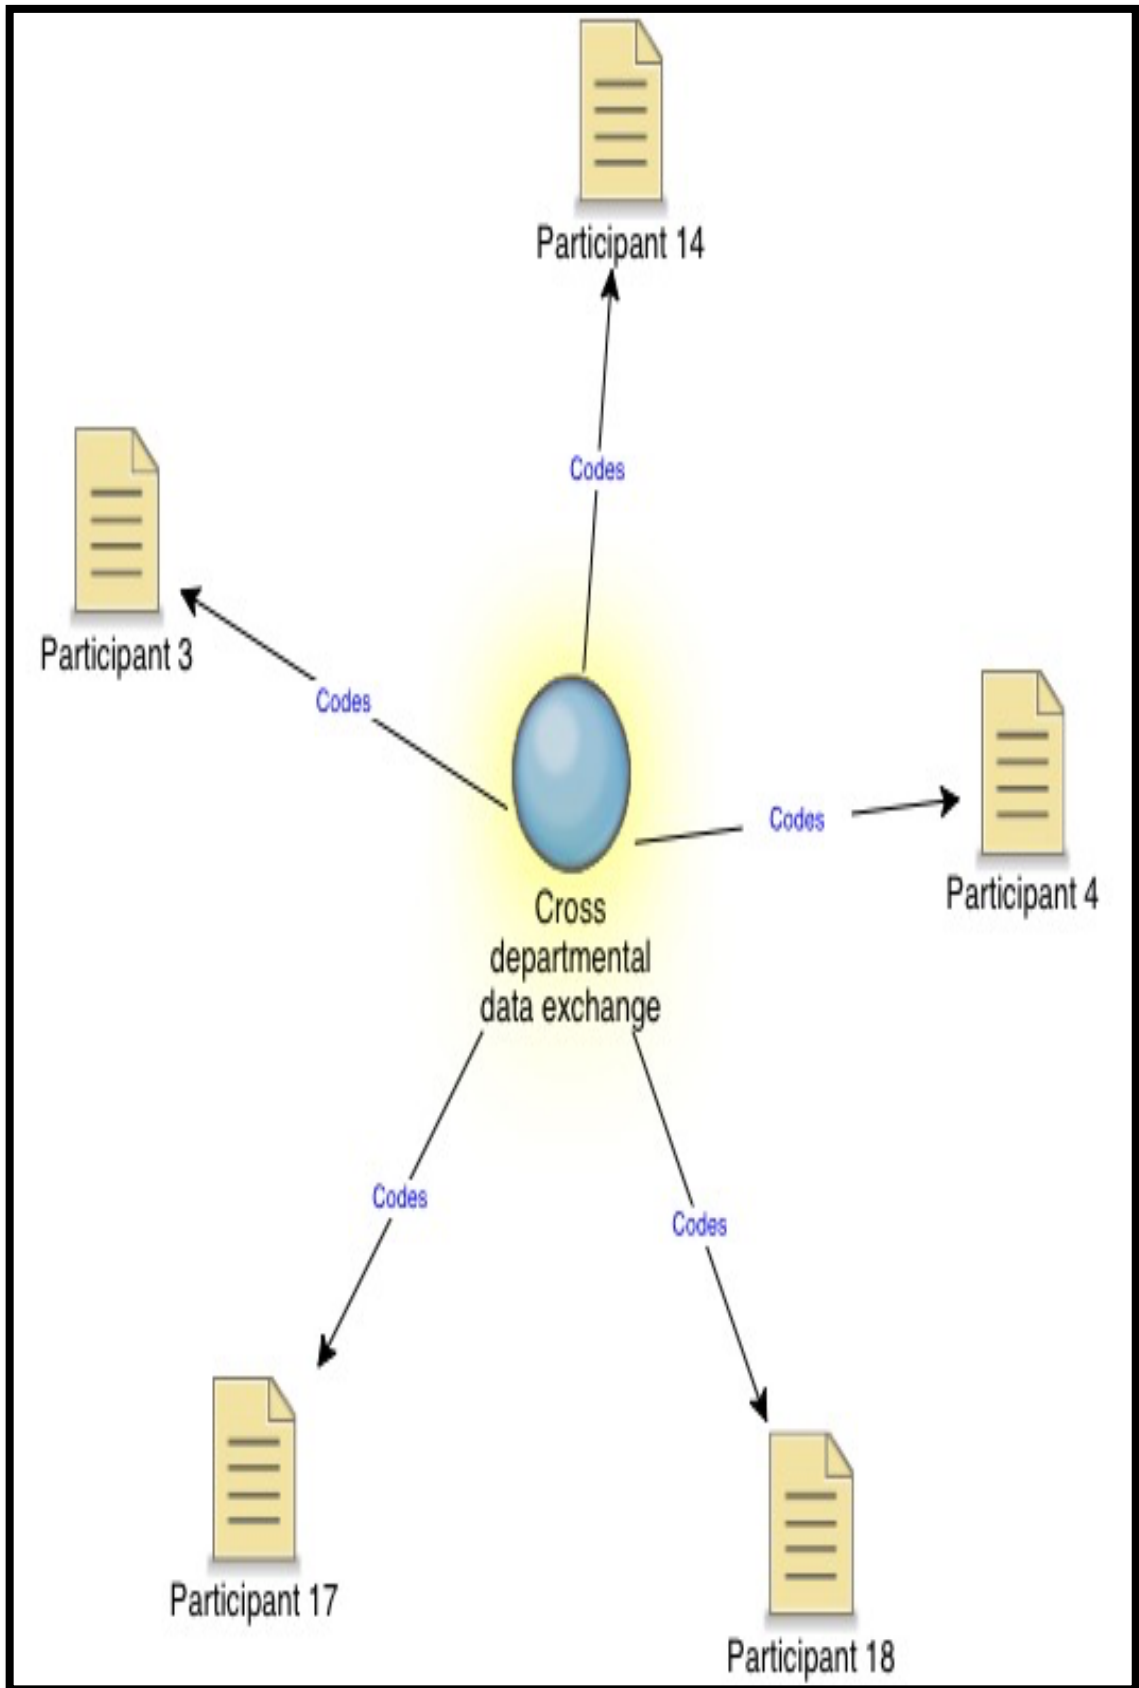 Participant 14
Codes
Participant 3
Codes
Codes
Participant 4
Cross
departmental
data exchange
Codes
Codes
Participant 17
Participant 18